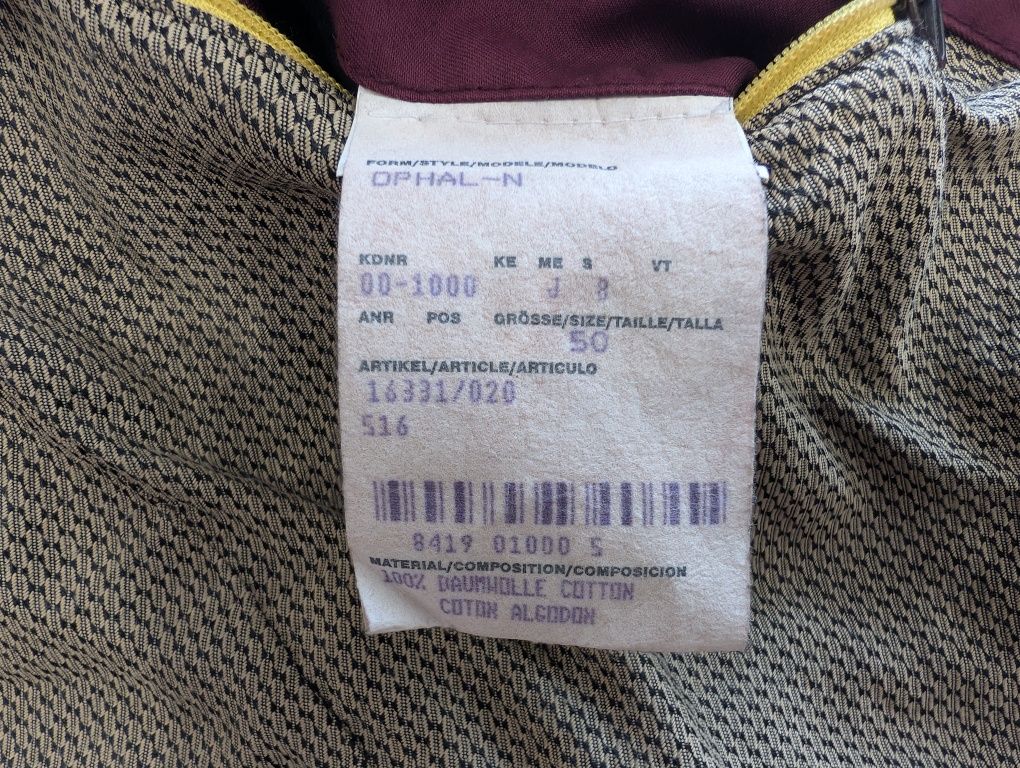 FORM/STYLE/MODELE/MODELO
OPHAL-N
KDNR KE ME S VT
00-1000 J 8
ANR POS GRÖSSE/SIZE/TAILLE/TALLA
50
ARTIKEL/ARTICLE/ARTICULO
16331/020
516
8419 01000 5
MATERIAL/COMPOSITION/COMPOSICION
100% BAUMWOLLE COTTON
COTON ALGODON